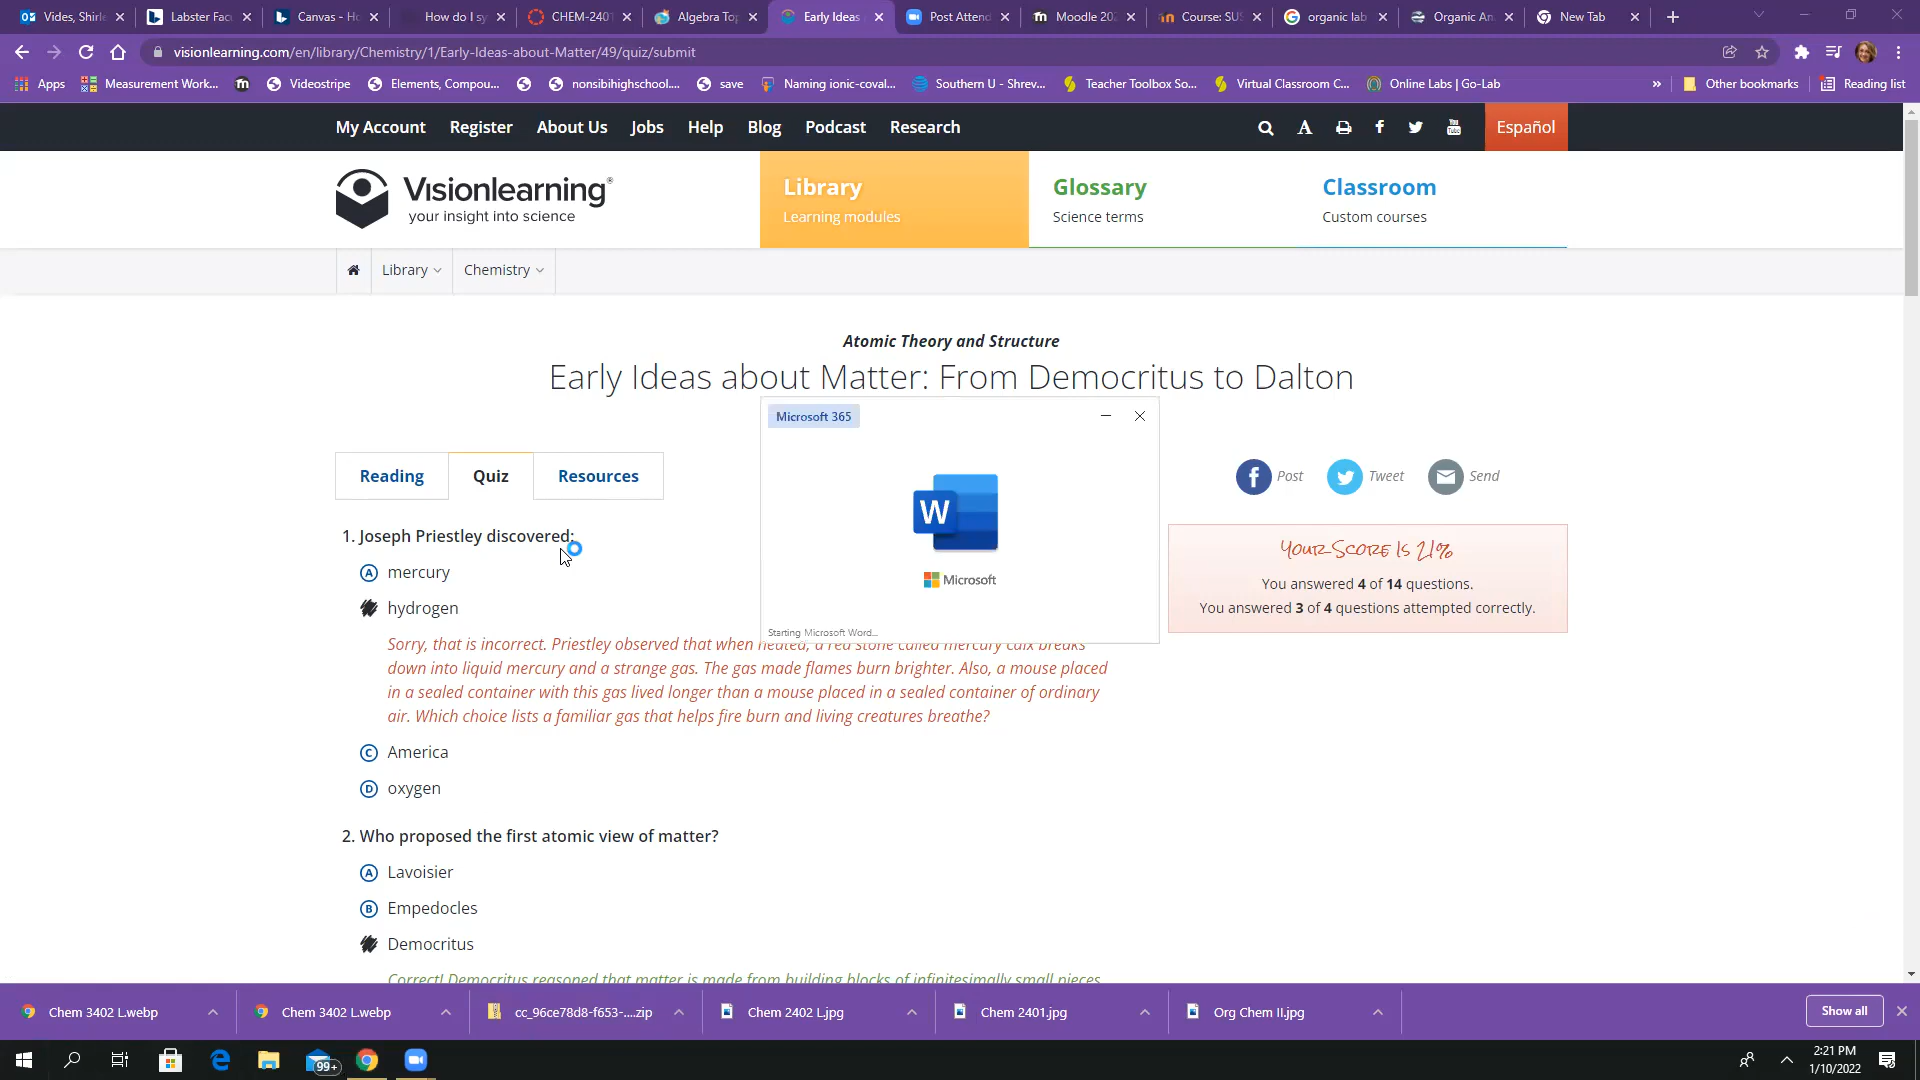 Vides, Shirle
Labster Facu
Canvas - Ho
How do I sy
CHEM-2401
Algebra Top
Early Ideas
Post Attend
Moodle 202
Course: SUS
organic lab
Organic An
New Tab
visionlearning.com/en/library/Chemistry/1/Early-Ideas-about-Matter/49/quiz/submit
Apps
Measurement Work...
Videostripe
Elements, Compou...
nonsibihighschool....
save
Naming ionic-coval...
Southern U - Shrev...
Teacher Toolbox So...
Virtual Classroom C...
Online Labs | Go-Lab
»
Other bookmarks
Reading list
My Account
Register
About Us
Jobs
Help
Blog
Podcast
Research
Español
Visionlearning®
your insight into science
Library
Learning modules
Glossary
Science terms
Classroom
Custom courses
Library
Chemistry
Atomic Theory and Structure
Early Ideas about Matter: From Democritus to Dalton
Microsoft 365
W
Microsoft
Starting Microsoft Word...
Reading
Quiz
Resources
Post
Tweet
Send
Your Score Is 21%
You answered 4 of 14 questions.
You answered 3 of 4 questions attempted correctly.
1. Joseph Priestley discovered:
A mercury
hydrogen
Sorry, that is incorrect. Priestley observed that when heated, a red stone called mercury calx breaks
down into liquid mercury and a strange gas. The gas made flames burn brighter. Also, a mouse placed
in a sealed container with this gas lived longer than a mouse placed in a sealed container of ordinary
air. Which choice lists a familiar gas that helps fire burn and living creatures breathe?
C America
D oxygen
2. Who proposed the first atomic view of matter?
A Lavoisier
B Empedocles
Democritus
Correct! Democritus reasoned that matter is made from building blocks of infinitesimally small pieces
Chem 3402 L.webp
Chem 3402 L.webp
cc_96ce78d8-f653-....zip
Chem 2402 L.jpg
Chem 2401.jpg
Org Chem II.jpg
Show all
99+
2:21 PM
1/10/2022